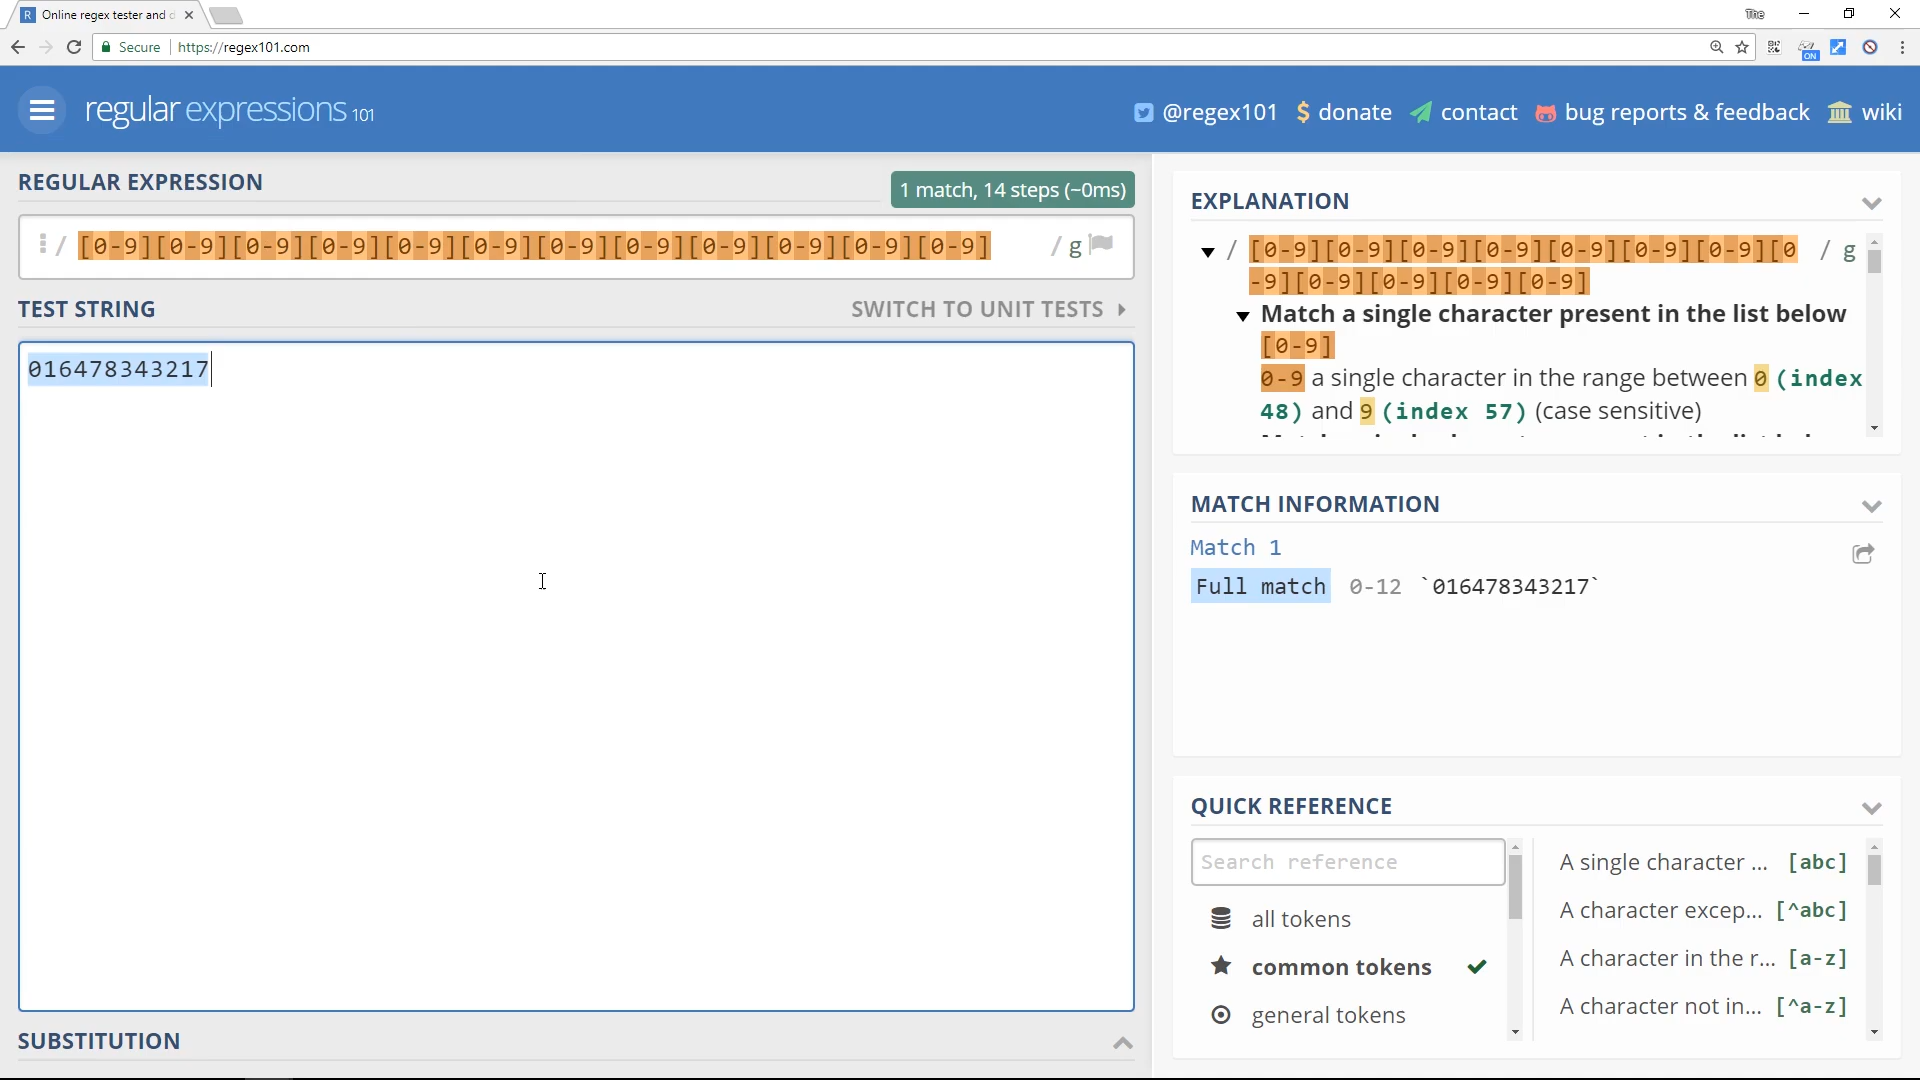 Online regex tester and d
The
Secure | https://regex101.com
ON
regular expressions 101
@regex101
$ donate
contact
bug reports & feedback
wiki
REGULAR EXPRESSION
1 match, 14 steps (~0ms)
/ [0-9][0-9][0-9][0-9][0-9][0-9][0-9][0-9][0-9][0-9][0-9][0-9] / g
TEST STRING
SWITCH TO UNIT TESTS
016478343217
SUBSTITUTION
EXPLANATION
/ [0-9][0-9][0-9][0-9][0-9][0-9][0-9][0 / g
-9][0-9][0-9][0-9][0-9]
Match a single character present in the list below
[0-9]
0-9 a single character in the range between 0 (index
48) and 9 (index 57) (case sensitive)
MATCH INFORMATION
Match 1
Full match 0-12 `016478343217`
QUICK REFERENCE
Search reference
all tokens
common tokens
general tokens
A single character ... [abc]
A character excep... [^abc]
A character in the r... [a-z]
A character not in... [^a-z]